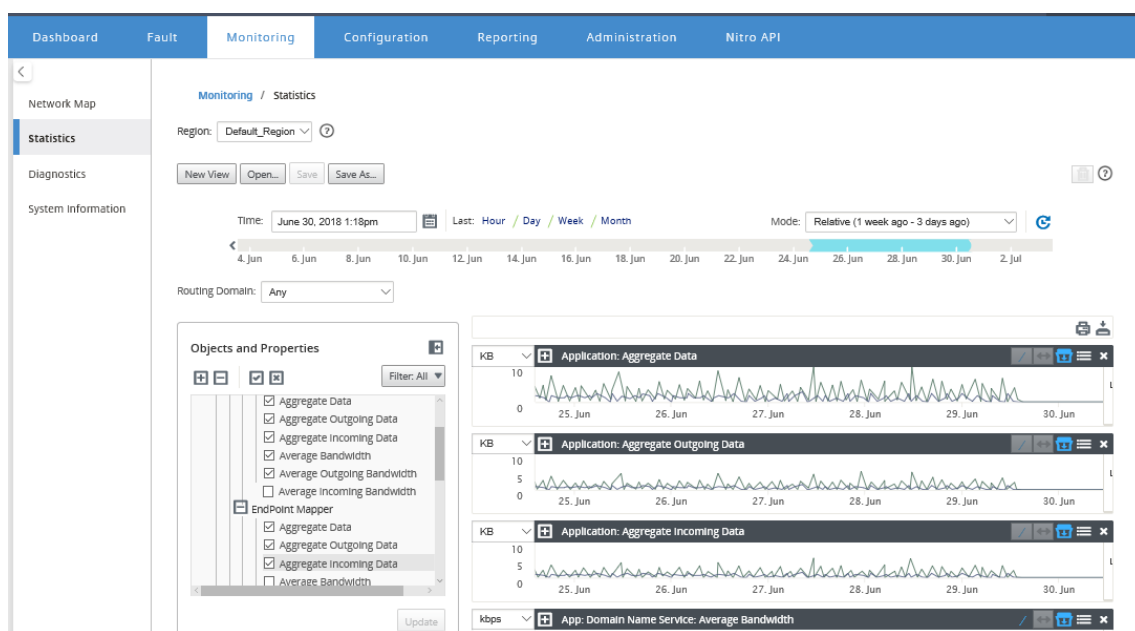 Dashboard Fault Monitoring Configuration Reporting Administration Nitro API
Network Map
Statistics
Diagnostics
System Information
Monitoring / Statistics
Region: Default_Region ?
New View Open... Save Save As... ?
Time: June 30, 2018 1:18pm Last: Hour / Day / Week / Month Mode: Relative (1 week ago - 3 days ago)
4. Jun 6. Jun 8. Jun 10. Jun 12. Jun 14. Jun 16. Jun 18. Jun 20. Jun 22. Jun 24. Jun 26. Jun 28. Jun 30. Jun 2. Jul
Routing Domain: Any
Objects and Properties
Filter: All
Aggregate Data
Aggregate Outgoing Data
Aggregate Incoming Data
Average Bandwidth
Average Outgoing Bandwidth
Average Incoming Bandwidth
EndPoint Mapper
Aggregate Data
Aggregate Outgoing Data
Aggregate Incoming Data
Average Bandwidth
Update
KB Application: Aggregate Data
10
0
25. Jun 26. Jun 27. Jun 28. Jun 29. Jun 30. Jun
KB Application: Aggregate Outgoing Data
10
5
0
25. Jun 26. Jun 27. Jun 28. Jun 29. Jun 30. Jun
KB Application: Aggregate Incoming Data
10
5
0
25. Jun 26. Jun 27. Jun 28. Jun 29. Jun 30. Jun
kbps App: Domain Name Service: Average Bandwidth